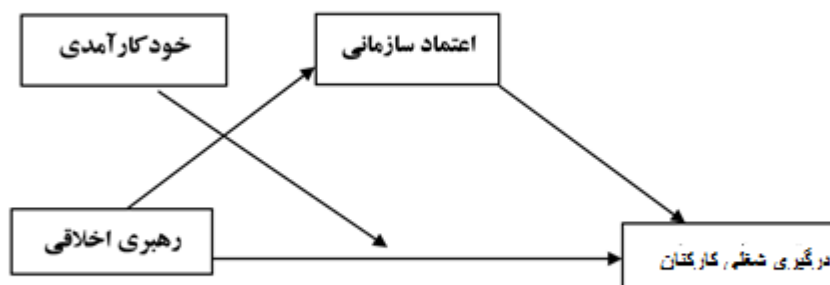 اعتماد سازمانی
خودکارآمدی
رهبری اخلاقی
درگیری شغلی کارکنان